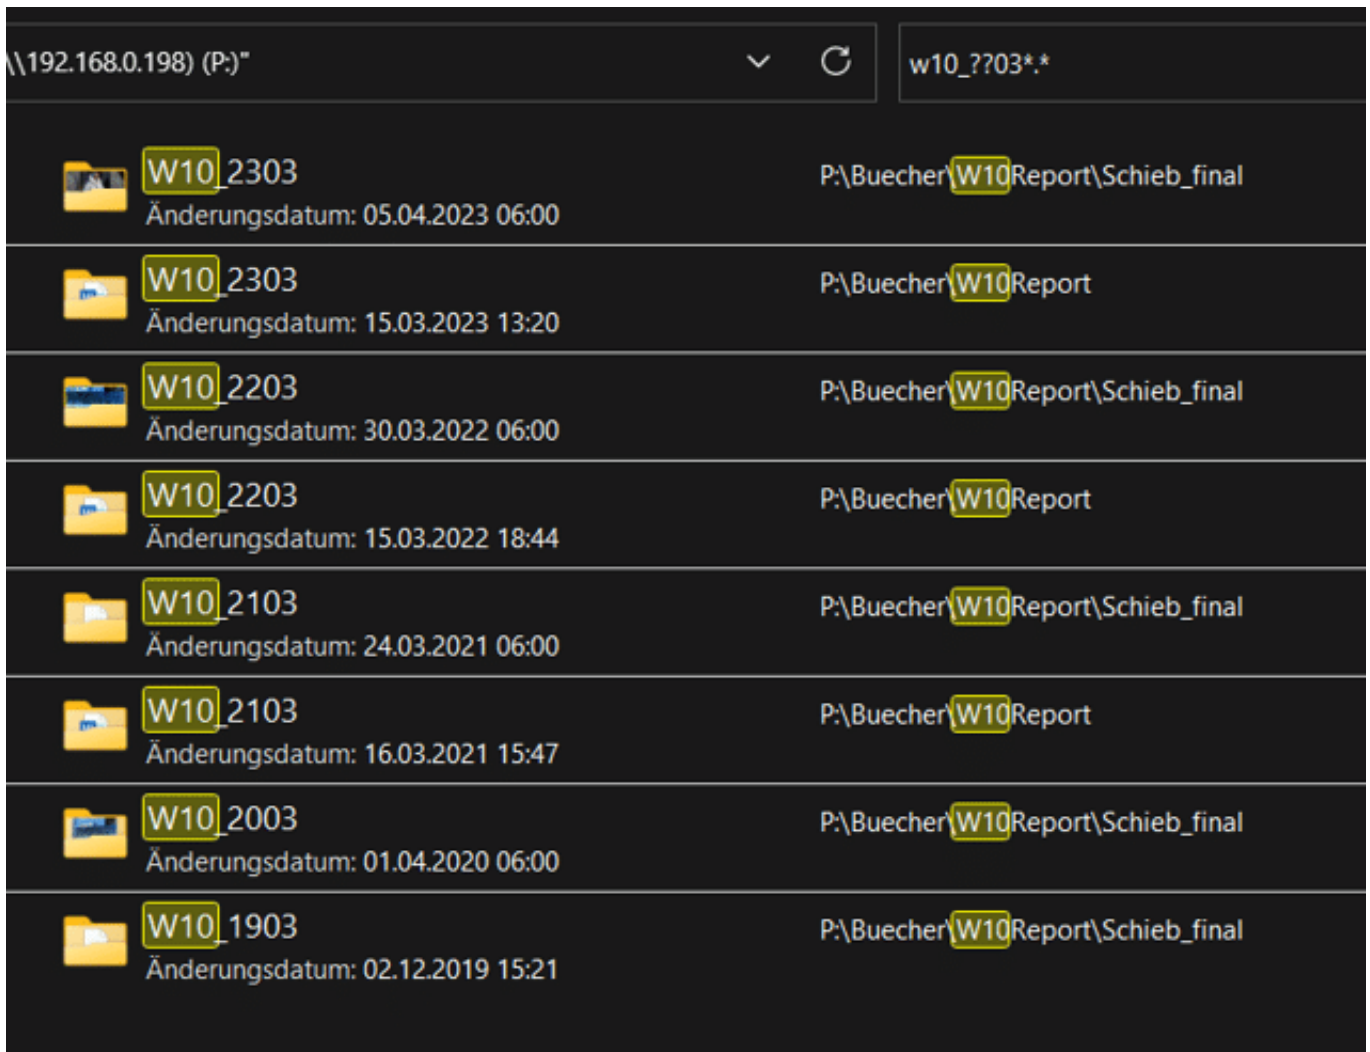 \\192.168.0.198) (P:)"
w10_??03*.*
W10_2303
P:\Buecher\W10Report\Schieb_final
Änderungsdatum: 05.04.2023 06:00
W10_2303
P:\Buecher\W10Report
Änderungsdatum: 15.03.2023 13:20
W10_2203
P:\Buecher\W10Report\Schieb_final
Änderungsdatum: 30.03.2022 06:00
W10_2203
P:\Buecher\W10Report
Änderungsdatum: 15.03.2022 18:44
W10_2103
P:\Buecher\W10Report\Schieb_final
Änderungsdatum: 24.03.2021 06:00
W10_2103
P:\Buecher\W10Report
Änderungsdatum: 16.03.2021 15:47
W10_2003
P:\Buecher\W10Report\Schieb_final
Änderungsdatum: 01.04.2020 06:00
W10_1903
P:\Buecher\W10Report\Schieb_final
Änderungsdatum: 02.12.2019 15:21